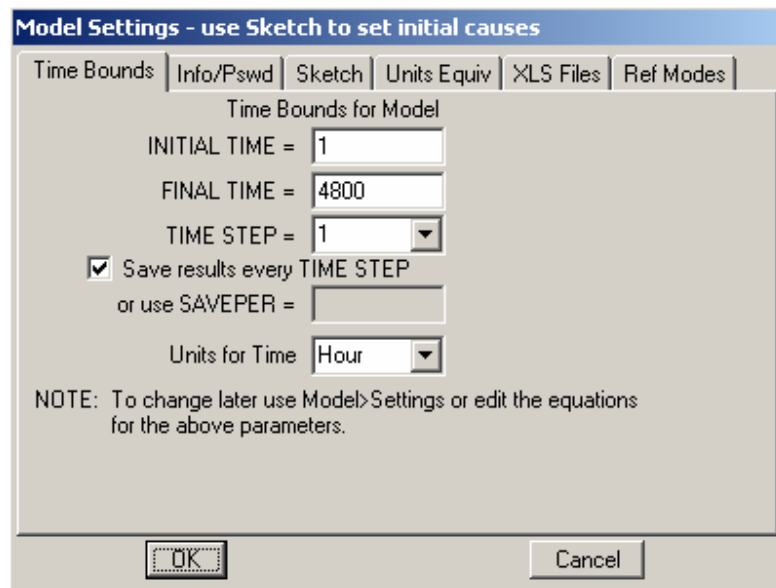 Model Settings - use Sketch to set initial causes
Time Bounds Info/Pswd Sketch Units Equiv XLS Files Ref Modes
Time Bounds for Model
INITIAL TIME = 1
FINAL TIME = 4800
TIME STEP = 1
Save results every TIME STEP
or use SAVEPER =
Units for Time Hour
NOTE: To change later use Model>Settings or edit the equations
for the above parameters.
OK Cancel